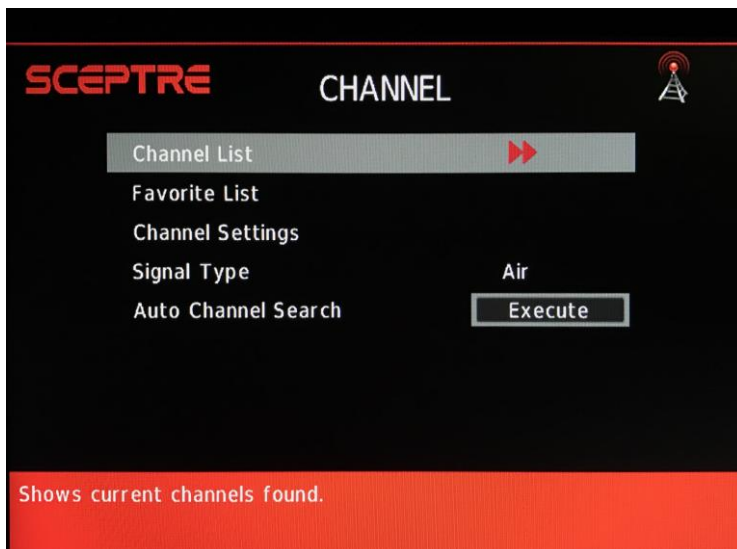 SCEPTRE
CHANNEL
Channel List
Favorite List
Channel Settings
Signal Type Air
Auto Channel Search Execute
Shows current channels found.